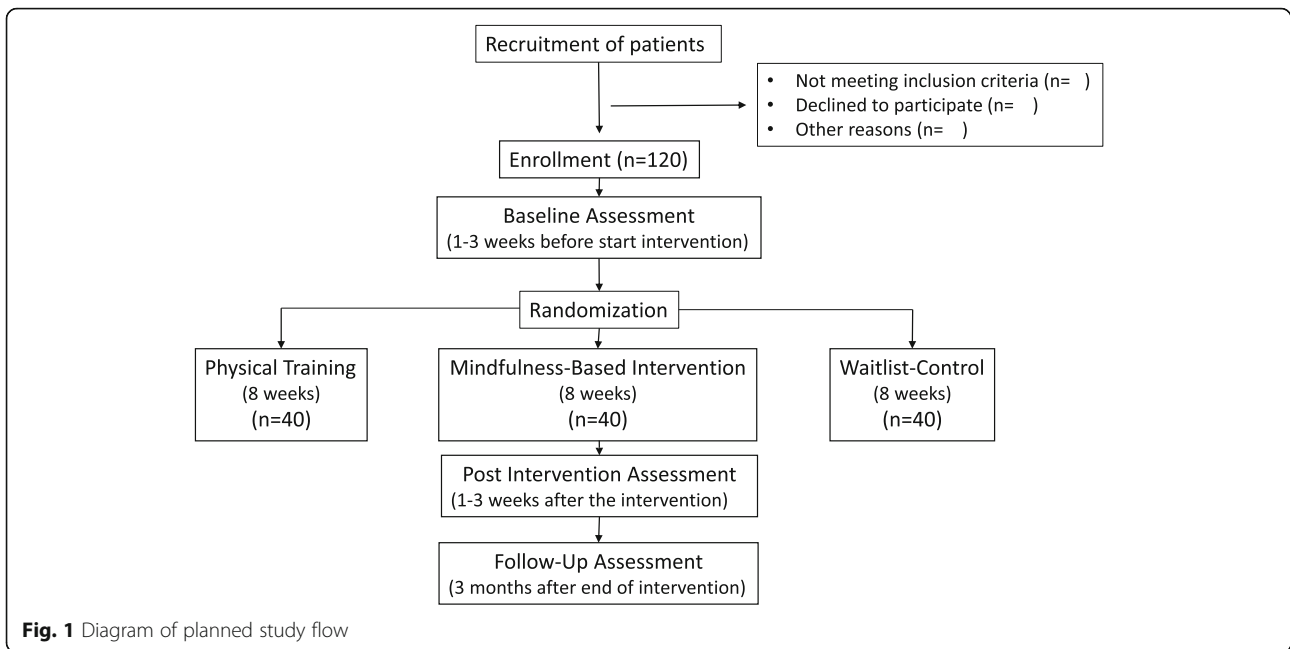 Recruitment of patients
• Not meeting inclusion criteria (n= )
• Declined to participate (n= )
• Other reasons (n= )
Enrollment (n=120)
Baseline Assessment
(1-3 weeks before start intervention)
Randomization
Physical Training
(8 weeks)
(n=40)
Mindfulness-Based Intervention
(8 weeks)
(n=40)
Waitlist-Control
(8 weeks)
(n=40)
Post Intervention Assessment
(1-3 weeks after the intervention)
Follow-Up Assessment
(3 months after end of intervention)
Fig. 1 Diagram of planned study flow